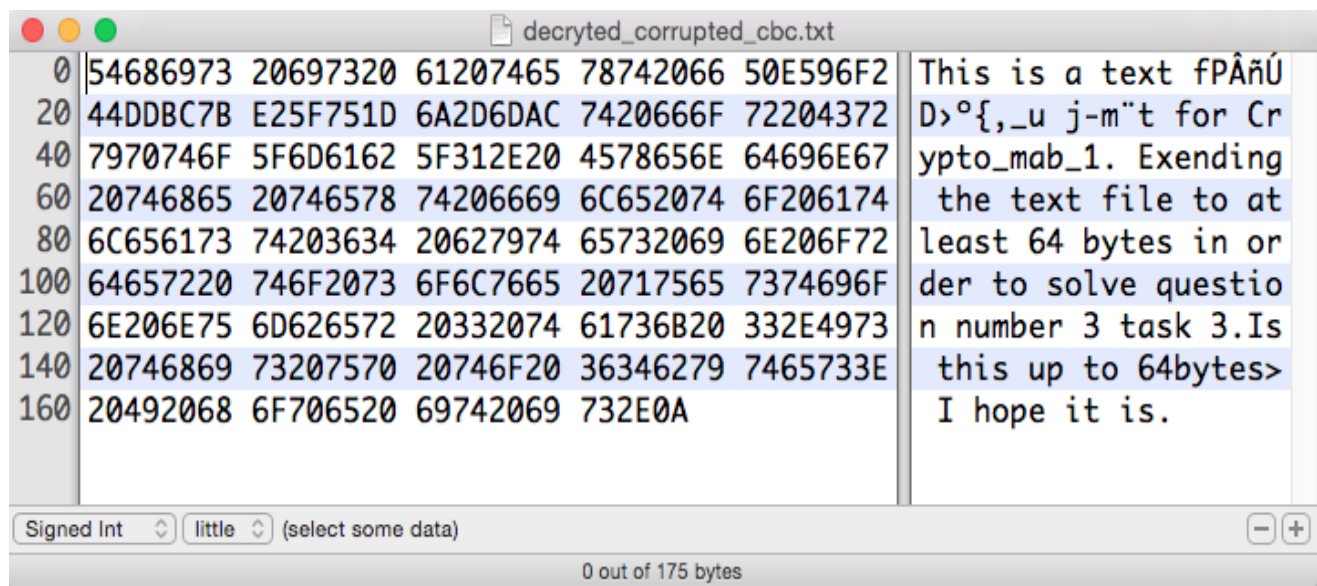 decryted_corrupted_cbc.txt
0 54686973 20697320 61207465 78742066 50E596F2 This is a text fPÂñÚ
20 44DDBC7B E25F751D 6A2D6DAC 7420666F 72204372 D›º{‚_u j-m¨t for Cr
40 7970746F 5F6D6162 5F312E20 4578656E 64696E67 ypto_mab_1. Exending
60 20746865 20746578 74206669 6C652074 6F206174 the text file to at
80 6C656173 74203634 20627974 65732069 6E206F72 least 64 bytes in or
100 64657220 746F2073 6F6C7665 20717565 7374696F der to solve questio
120 6E206E75 6D626572 20332074 61736B20 332E4973 n number 3 task 3.Is
140 20746869 73207570 20746F20 36346279 7465733E this up to 64bytes>
160 20492068 6F706520 69742069 732E0A I hope it is.
Signed Int little (select some data)
0 out of 175 bytes